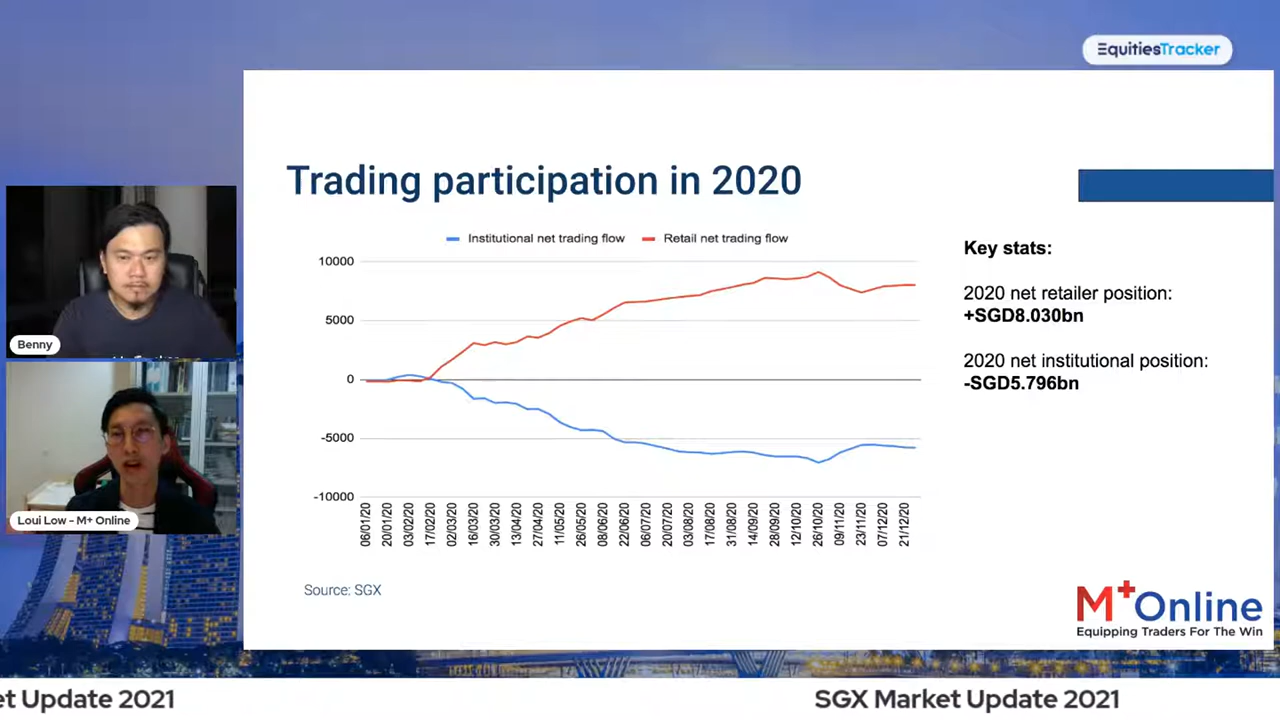 EquitiesTracker
Trading participation in 2020
Institutional net trading flow
Retail net trading flow
10000
5000
0
-5000
-10000
06/01/20
20/01/20
03/02/20
17/02/20
02/03/20
16/03/20
30/03/20
13/04/20
27/04/20
11/05/20
26/05/20
08/06/20
22/06/20
06/07/20
20/07/20
03/08/20
17/08/20
31/08/20
14/09/20
28/09/20
12/10/20
26/10/20
09/11/20
23/11/20
07/12/20
21/12/20
Key stats:
2020 net retailer position:
+SGD8.030bn
2020 net institutional position:
-SGD5.796bn
Source: SGX
M+Online
Equipping Traders For The Win
Benny
Loui Low - M+ Online
et Update 2021
SGX Market Update 2021